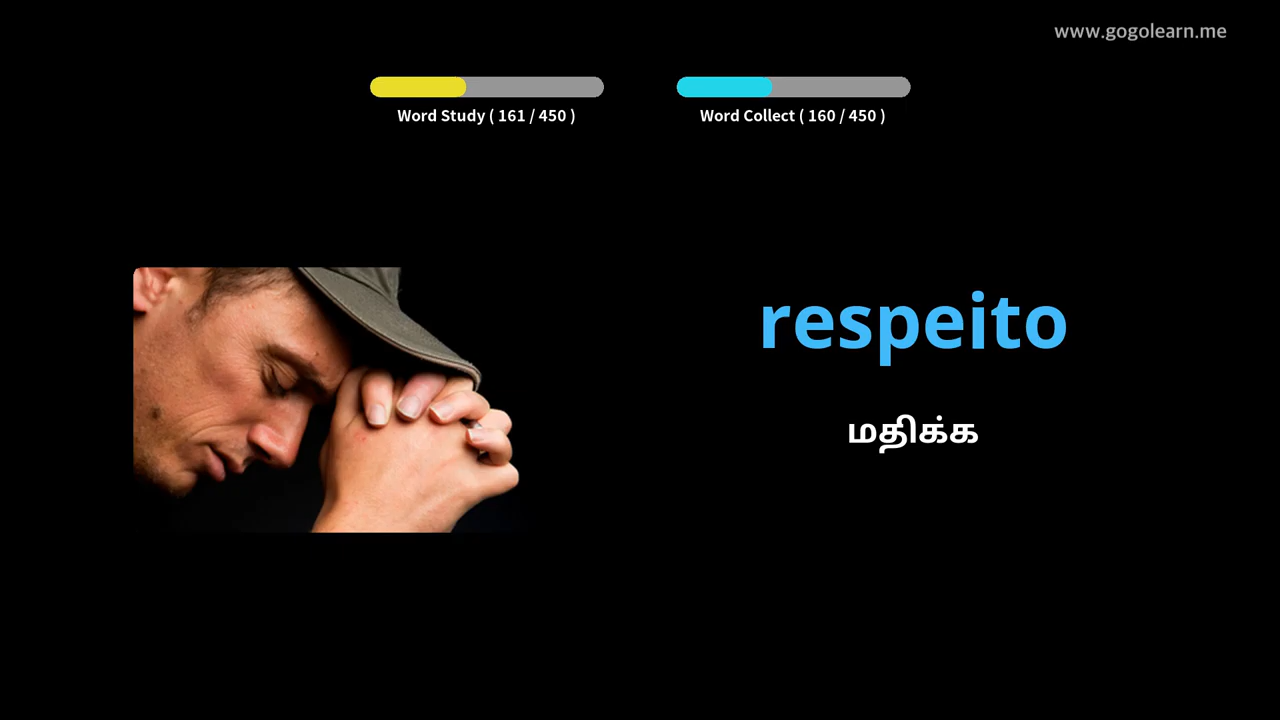 www.gogolearn.me
Word Study ( 161 / 450 )
Word Collect ( 160 / 450 )
respeito
மதிக்க